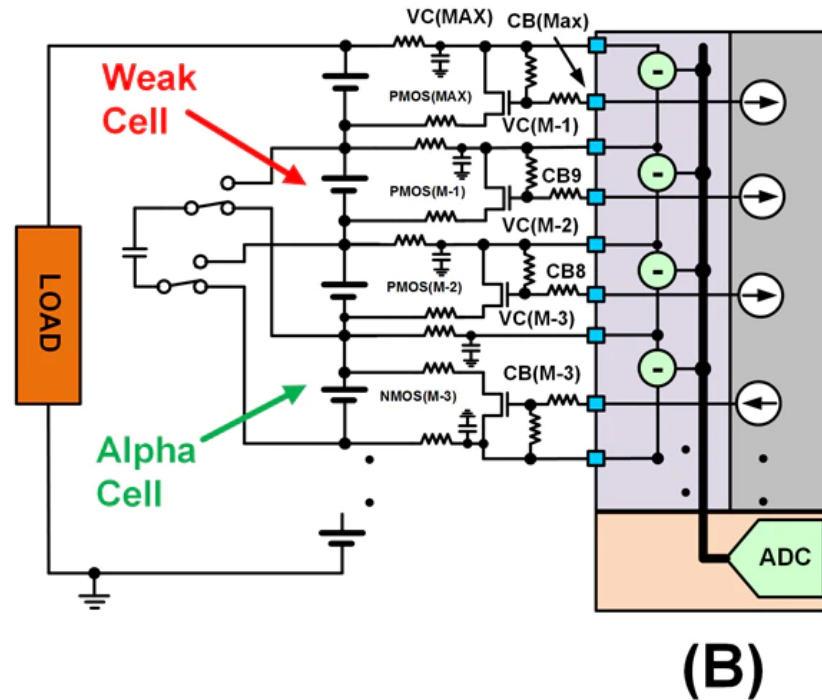 VC(MAX)
CB(Max)
Weak
Cell
PMOS(MAX)
VC(M-1)
-
CB9
PMOS(M-1)
-
VC(M-2)
CB8
PMOS(M-2)
-
VC(M-3)
LOAD
CB(M-3)
NMOS(M-3)
-
Alpha
Cell
ADC
(B)